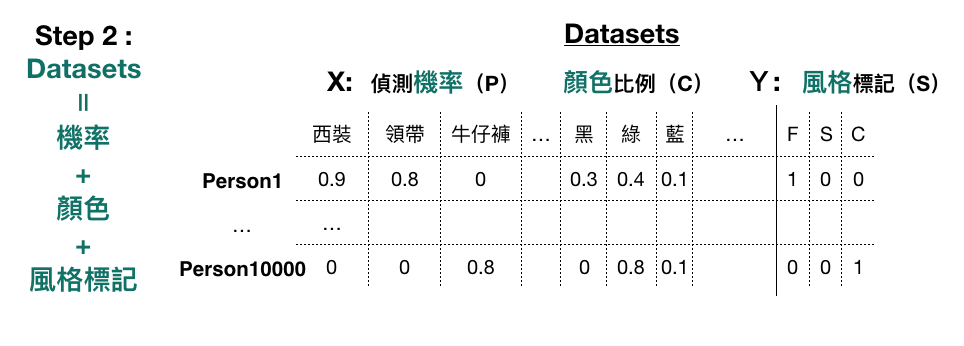 Step 2 :
Datasets
=
機率
+
顏色
+
風格標記
Datasets
X: 偵測機率（P） 顏色比例（C） Y : 風格標記（S）
西裝 領帶 牛仔褲 … 黑 綠 藍 … F S C
Person1 0.9 0.8 0 0.3 0.4 0.1 1 0 0
… …
Person10000 0 0 0.8 0 0.8 0.1 0 0 1